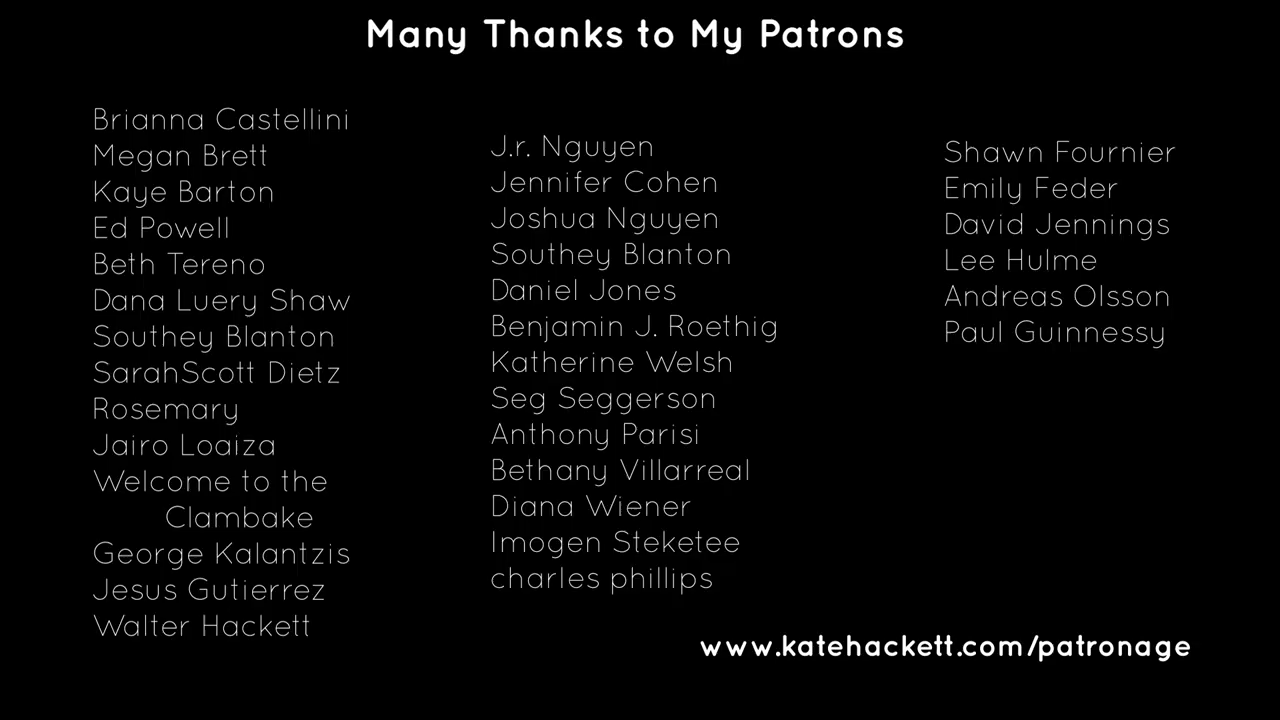 Many Thanks to My Patrons
Brianna Castellini
Megan Brett
Kaye Barton
Ed Powell
Beth Tereno
Dana Luery Shaw
Southey Blanton
SarahScott Dietz
Rosemary
Jairo Loaiza
Welcome to the
Clambake
George Kalantzis
Jesus Gutierrez
Walter Hackett
J.r. Nguyen
Jennifer Cohen
Joshua Nguyen
Southey Blanton
Daniel Jones
Benjamin J. Roethig
Katherine Welsh
Seg Seggerson
Anthony Parisi
Bethany Villarreal
Diana Wiener
Imogen Steketee
charles phillips
Shawn Fournier
Emily Feder
David Jennings
Lee Hulme
Andreas Olsson
Paul Guinnessy
www.katehackett.com/patronage